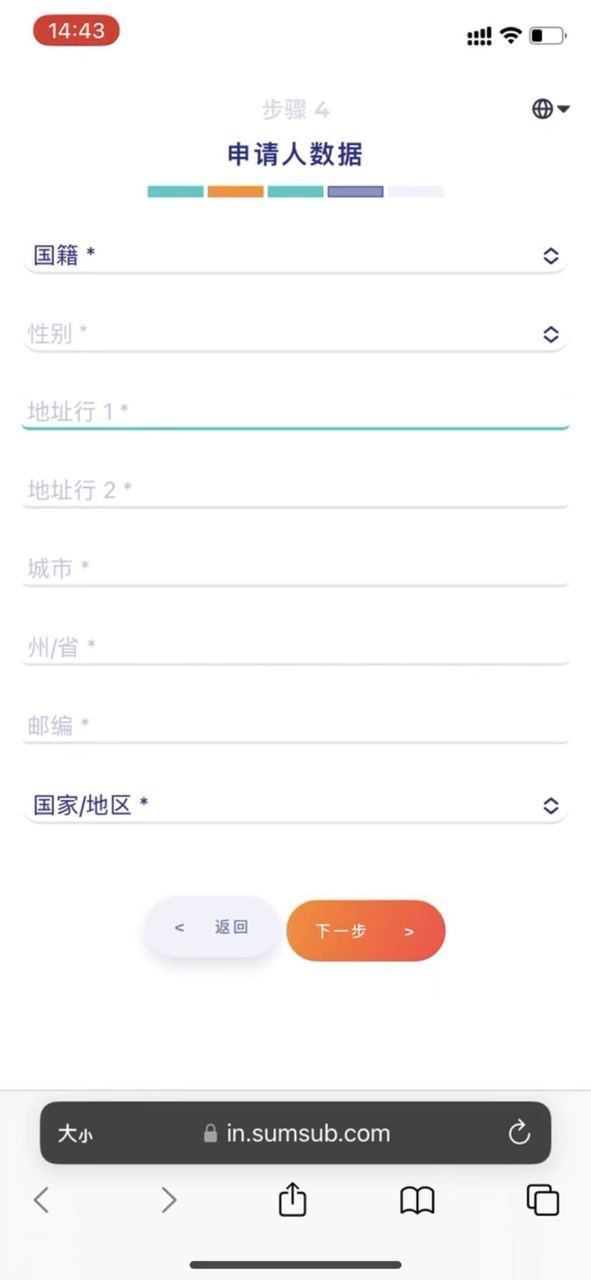 14:43
步骤 4
申请人数据
国籍 *
性别 *
地址行 1 *
地址行 2 *
城市 *
州/省 *
邮编 *
国家/地区 *
< 返回
下一步 >
大小 in.sumsub.com